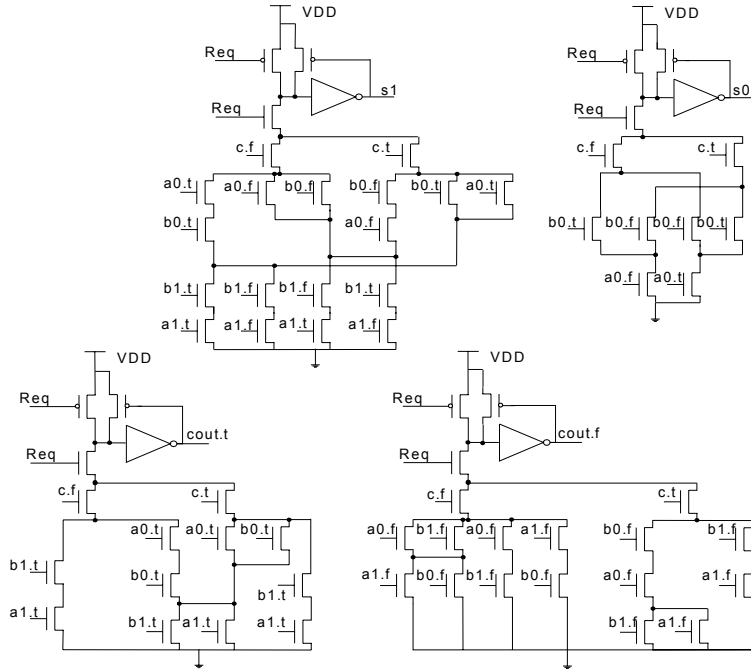 VDD
Req
s1
Req
c.f
c.t
a0.t
a0.f
b0.f
b0.f
b0.t
a0.t
b0.t
a0.f
b1.t
b1.f
b1.f
b1.t
a1.t
a1.f
a1.t
a1.f
VDD
Req
s0
Req
c.f
c.t
b0.t
b0.f
b0.f
b0.t
a0.f
a0.t
VDD
Req
cout.t
Req
c.f
c.t
a0.t
a0.t
b0.t
b1.t
b0.t
b1.t
a1.t
b1.t
a1.t
a1.t
VDD
Req
cout.f
Req
c.f
c.t
a0.f
b1.f
a0.f
a1.f
b0.f
b1.f
a1.f
b0.f
b1.f
b0.f
a0.f
a1.f
b1.f
a1.f